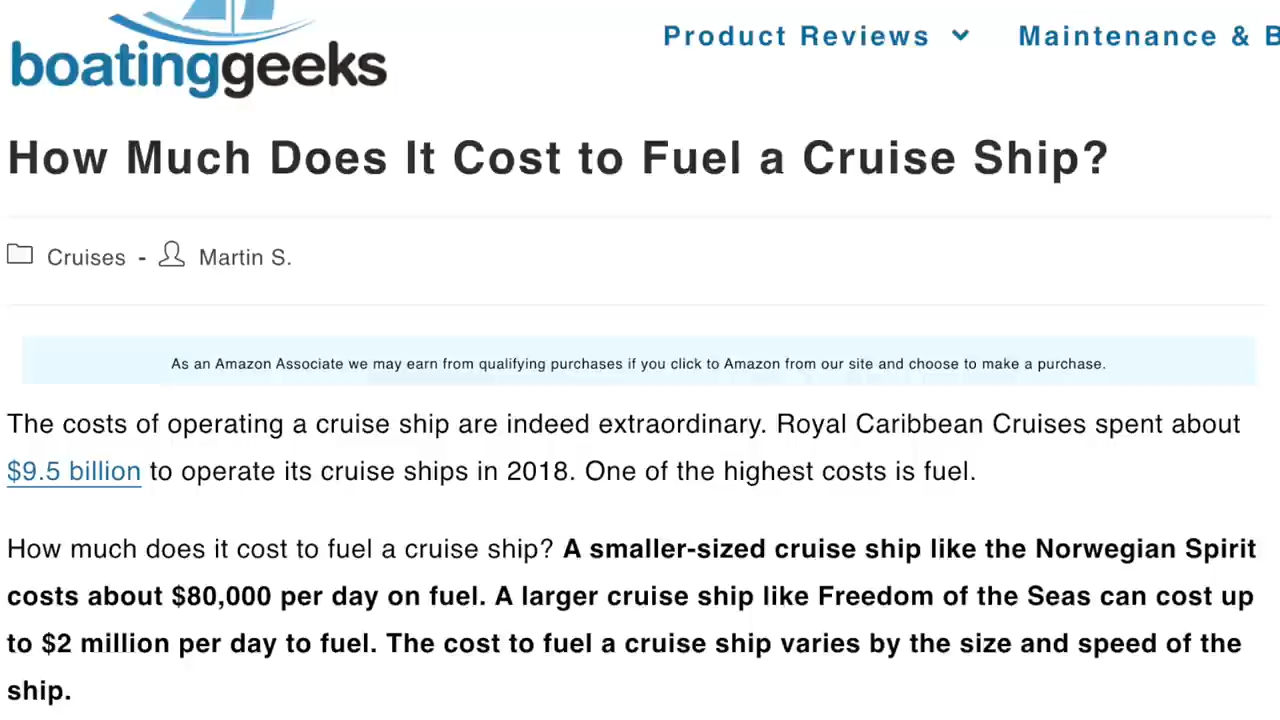 boatinggeeks
Product Reviews Maintenance & B
How Much Does It Cost to Fuel a Cruise Ship?
Cruises - Martin S.
As an Amazon Associate we may earn from qualifying purchases if you click to Amazon from our site and choose to make a purchase.
The costs of operating a cruise ship are indeed extraordinary. Royal Caribbean Cruises spent about
$9.5 billion to operate its cruise ships in 2018. One of the highest costs is fuel.
How much does it cost to fuel a cruise ship? A smaller-sized cruise ship like the Norwegian Spirit
costs about $80,000 per day on fuel. A larger cruise ship like Freedom of the Seas can cost up
to $2 million per day to fuel. The cost to fuel a cruise ship varies by the size and speed of the
ship.